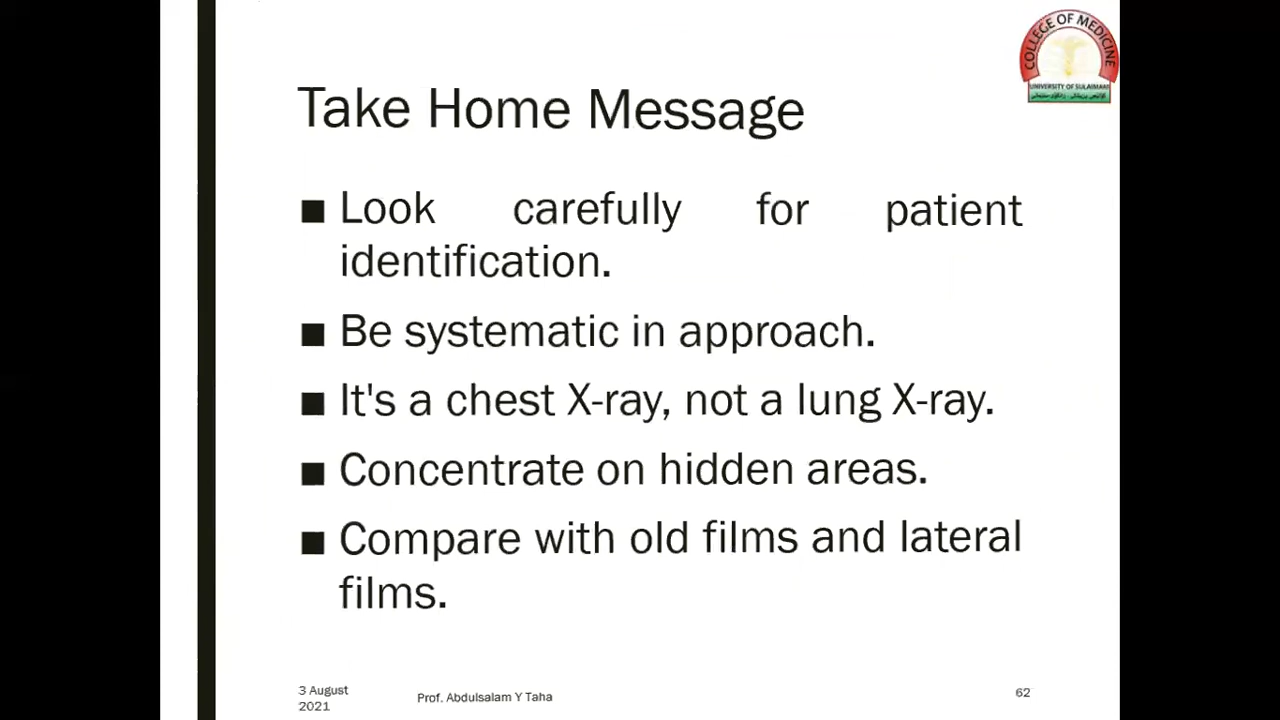 COLLEGE OF MEDICINE
UNIVERSITY OF SULAIMANI
Take Home Message
■ Look carefully for patient
identification.
■ Be systematic in approach.
■ It's a chest X-ray, not a lung X-ray.
■ Concentrate on hidden areas.
■ Compare with old films and lateral
films.
3 August
2021
Prof. Abdulsalam Y Taha
62